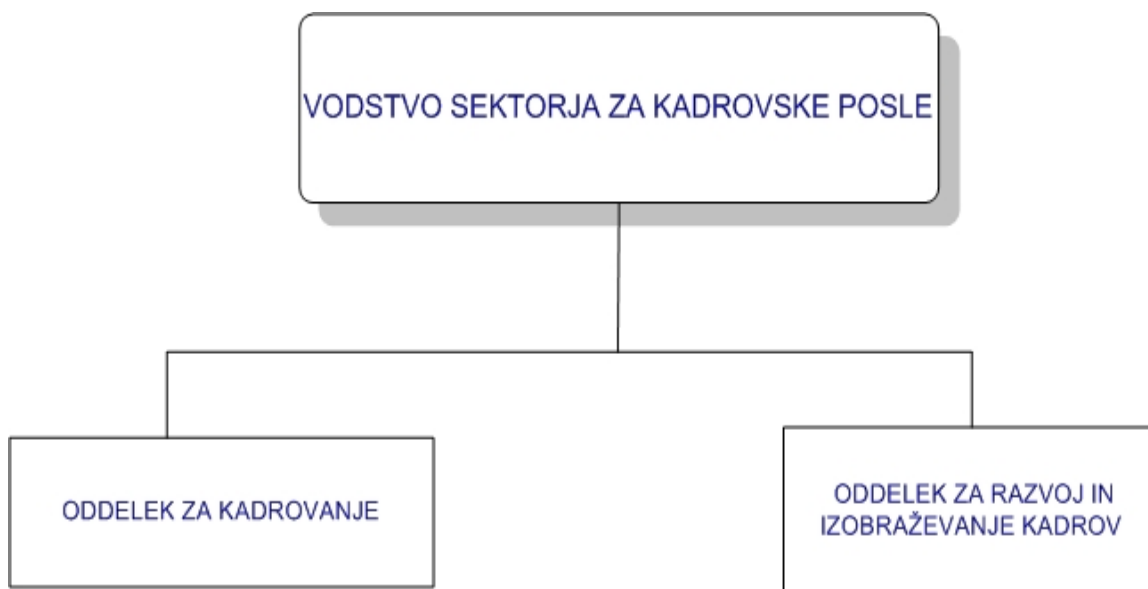 VODSTVO SEKTORJA ZA KADROVSKE POSLE
ODDELEK ZA KADROVANJE
ODDELEK ZA RAZVOJ IN
IZOBRAŽEVANJE KADROV